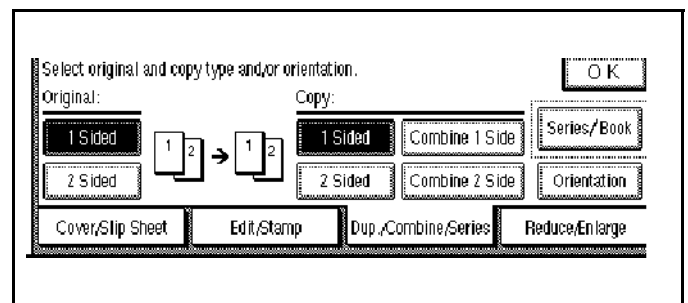 Select original and copy type and/or orientation.
O K
Original:
Copy:
1 Sided
1 2
1 2
1 Sided
Combine 1 Side
Series/Book
2 Sided
2 Sided
Combine 2 Side
Orientation
Cover/Slip Sheet
Edit/Stamp
Dup./Combine/Series
Reduce/Enlarge